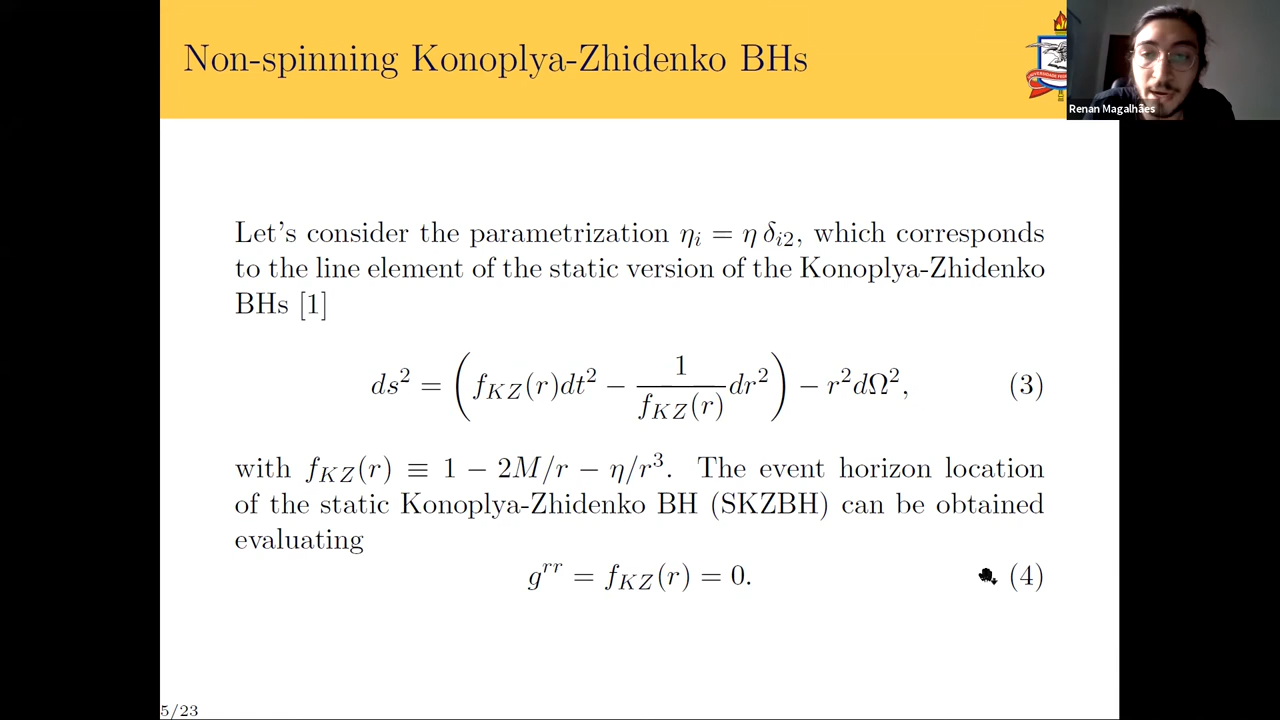 Non-spinning Konoplya-Zhidenko BHs
Renan Magalhães
Let's consider the parametrization η_i = η δ_{i2}, which corresponds
to the line element of the static version of the Konoplya-Zhidenko
BHs [1]
ds² = (f_{KZ}(r)dt² − 1/f_{KZ}(r) dr²) − r²dΩ², (3)
with f_{KZ}(r) ≡ 1 − 2M/r − η/r³. The event horizon location
of the static Konoplya-Zhidenko BH (SKZBH) can be obtained
evaluating
g^{rr} = f_{KZ}(r) = 0. (4)
5/23